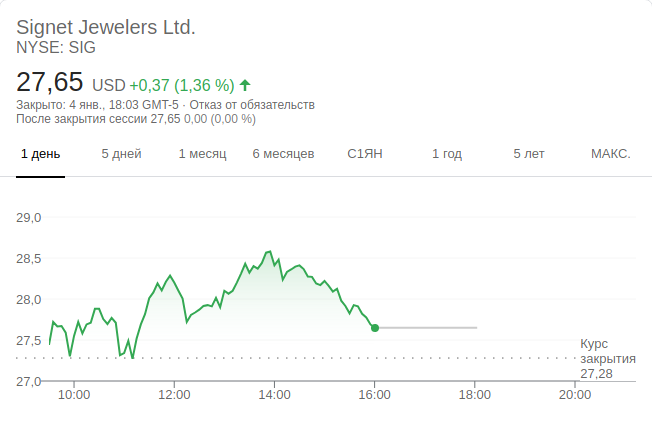 Signet Jewelers Ltd.
NYSE: SIG
27,65 USD +0,37 (1,36 %)
Закрыто: 4 янв., 18:03 GMT-5 · Отказ от обязательств
После закрытия сессии 27,65 0,00 (0,00 %)
1 день 5 дней 1 месяц 6 месяцев С1ЯН 1 год 5 лет МАКС.
29,0
28,5
28,0
27,5
Курс
закрытия
27,28
27,0
10:00 12:00 14:00 16:00 18:00 20:00